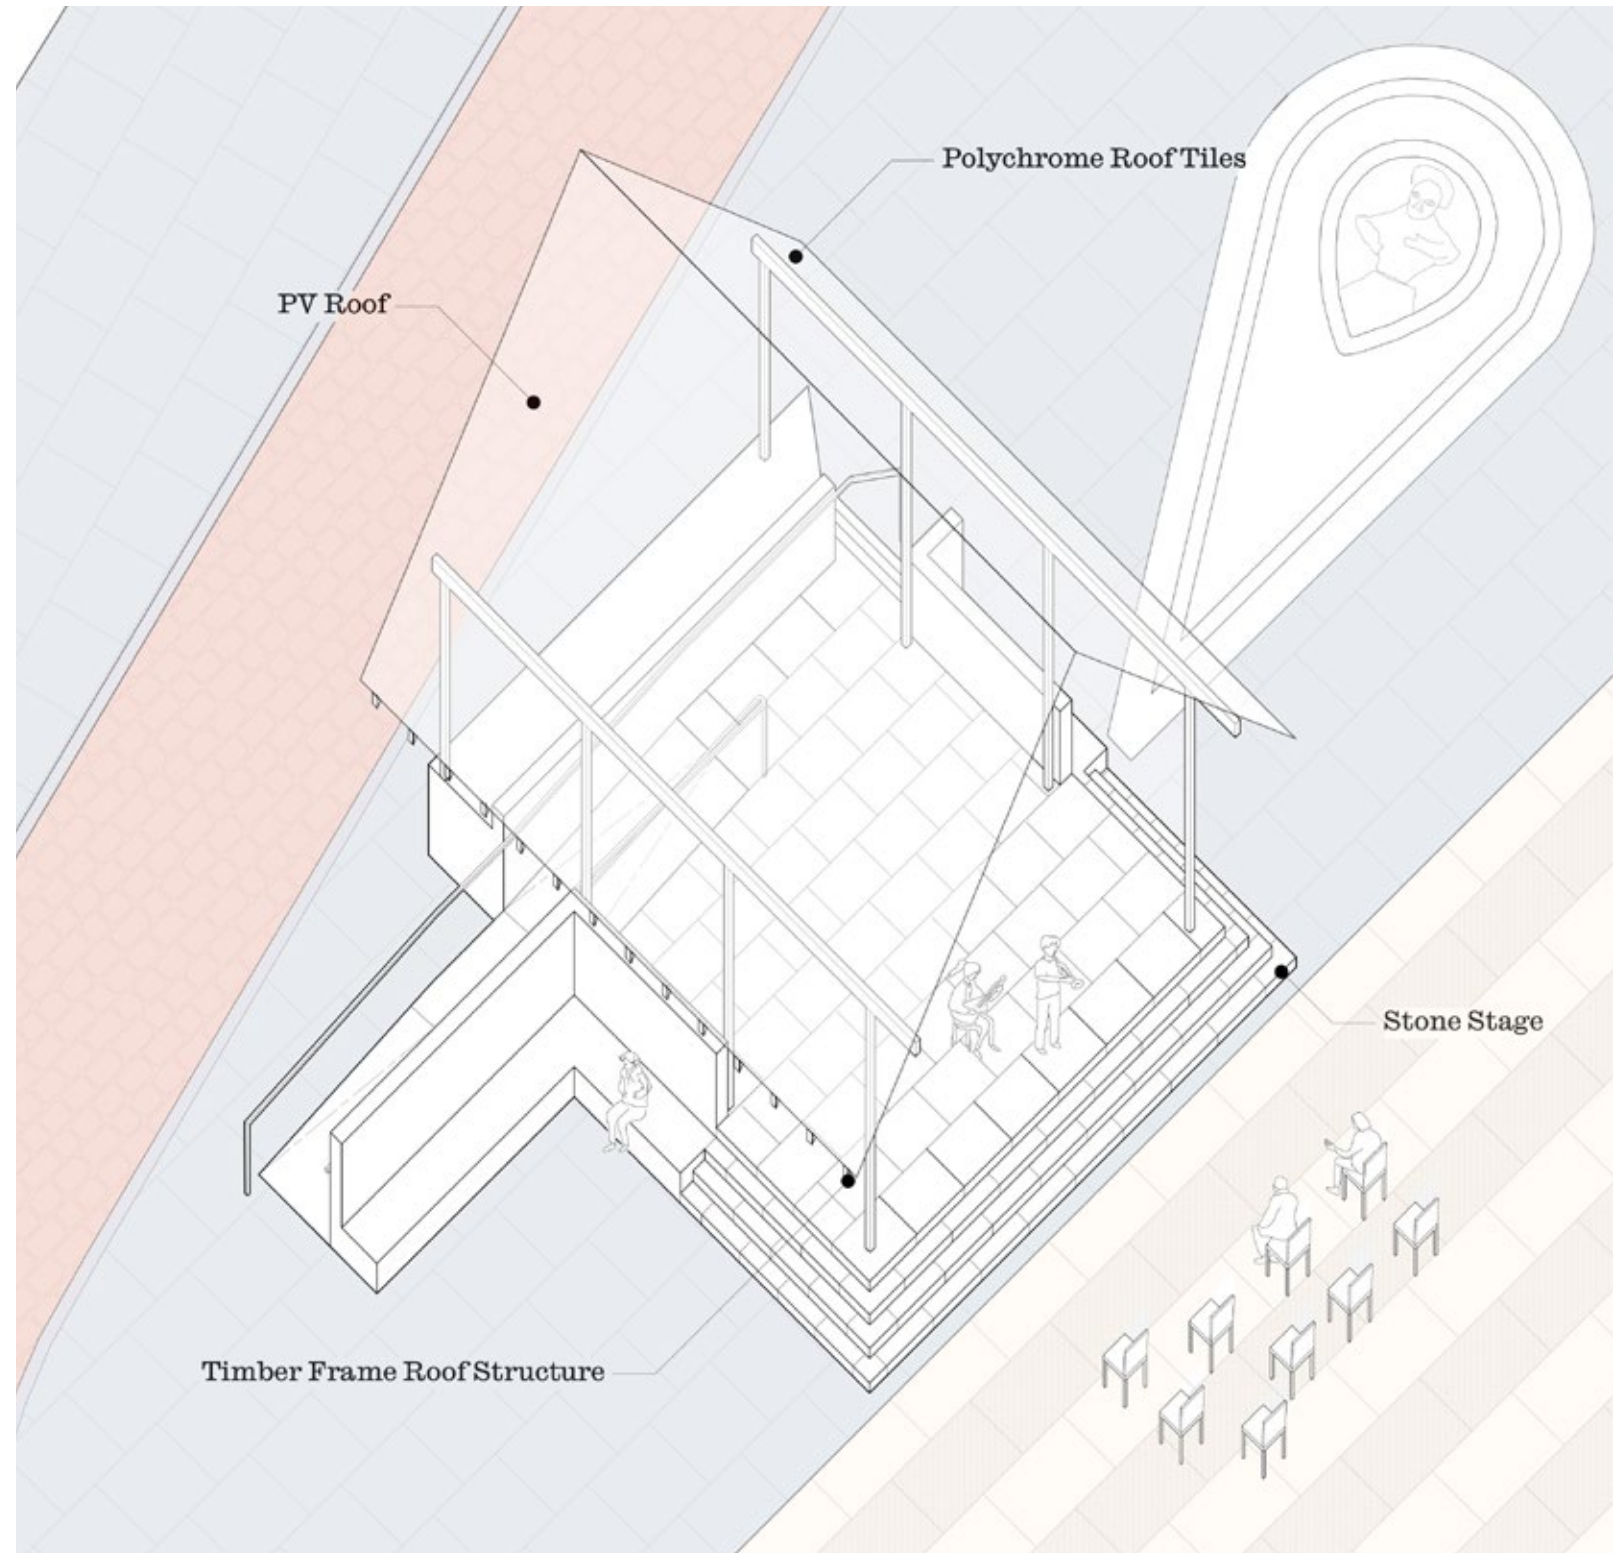 Polychrome Roof Tiles
PV Roof
Stone Stage
Timber Frame Roof Structure